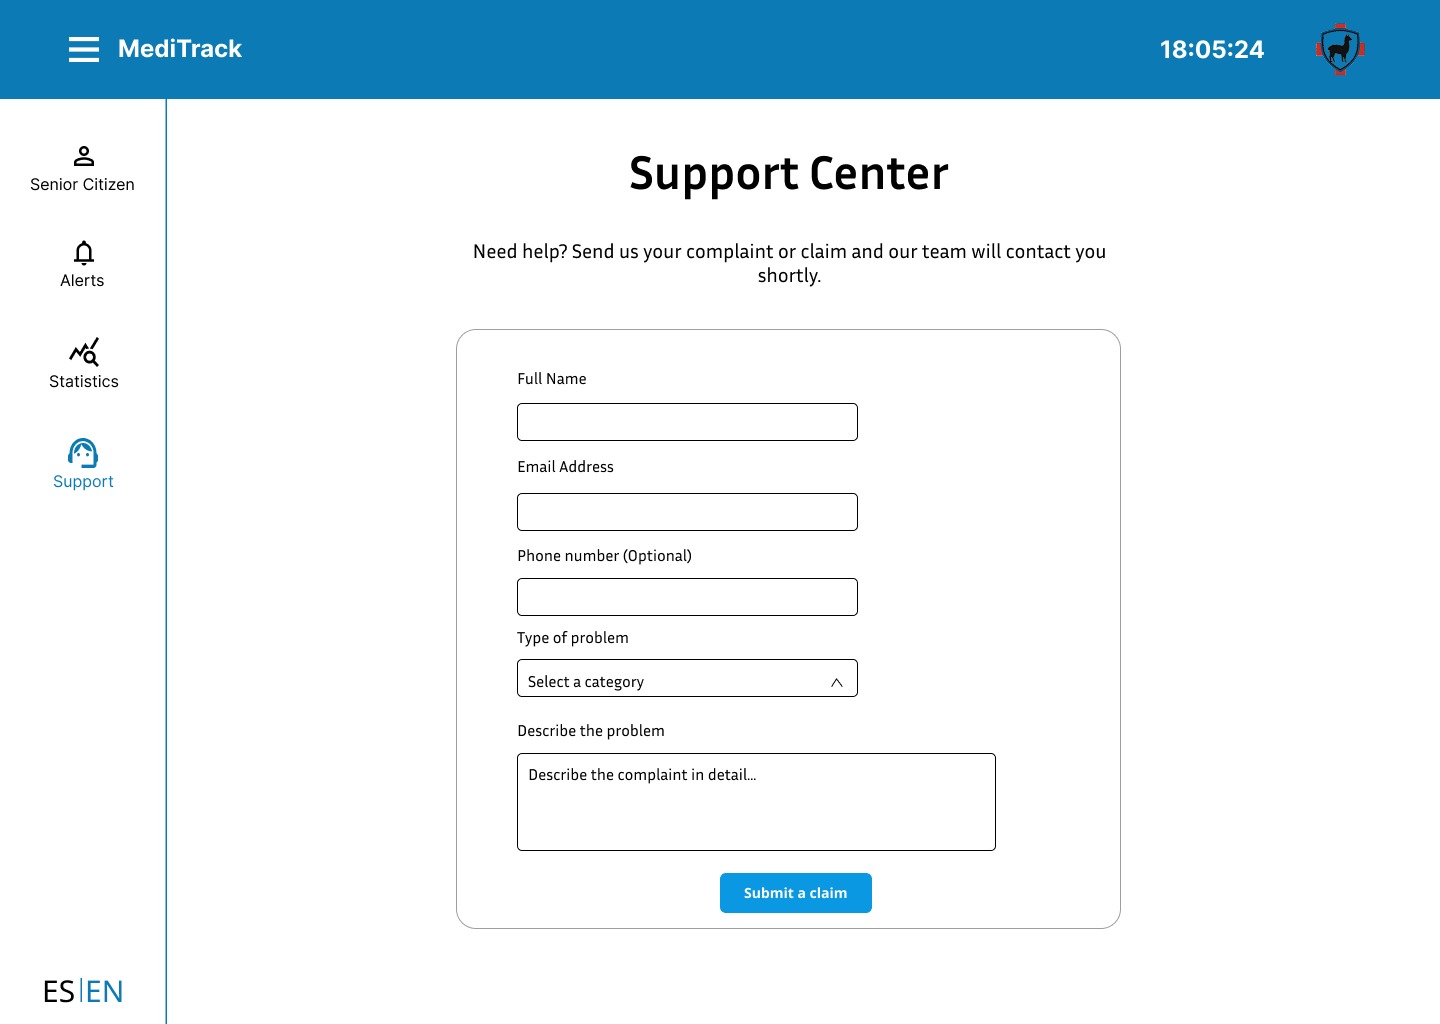 MediTrack
18:05:24
Senior Citizen
Alerts
Statistics
Support
ES|EN
Support Center
Need help? Send us your complaint or claim and our team will contact you
shortly.
Full Name
Email Address
Phone number (Optional)
Type of problem
Select a category
Describe the problem
Describe the complaint in detail...
Submit a claim